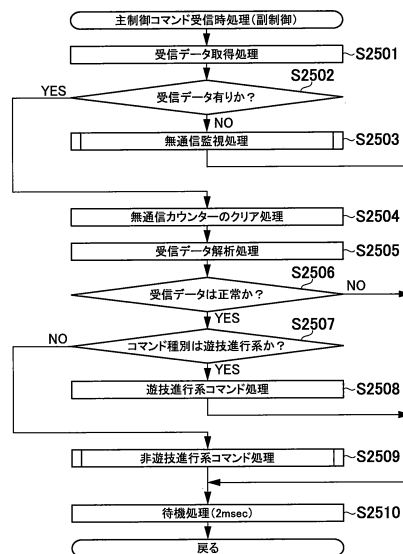 主制御コマンド受信時処理(副制御)
受信データ取得処理
S2501
S2502
受信データ有りか?
YES
NO
無通信監視処理
S2503
無通信カウンターのクリア処理
S2504
受信データ解析処理
S2505
S2506
受信データは正常か?
NO
YES
S2507
コマンド種別は遊技進行系か?
NO
YES
遊技進行系コマンド処理
S2508
非遊技進行系コマンド処理
S2509
待機処理(2msec)
S2510
戻る